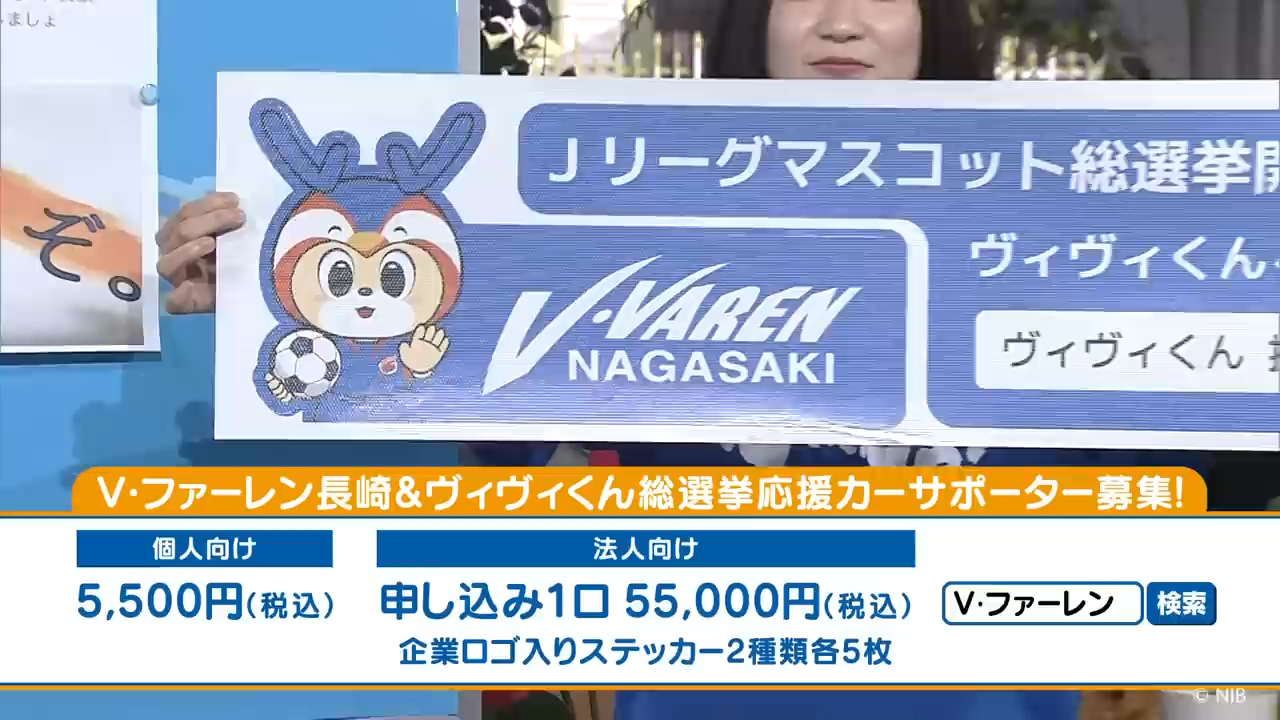 ましょ
ぞ。
Jリーグマスコット総選挙開
ヴィヴィくん
V・VAREN
NAGASAKI
ヴィヴィくん
V・ファーレン長崎&ヴィヴィくん総選挙応援カーサポーター募集!
個人向け
法人向け
5,500円(税込)
申し込み1口 55,000円(税込)
V・ファーレン 検索
企業ロゴ入りステッカー2種類各5枚
© NIB